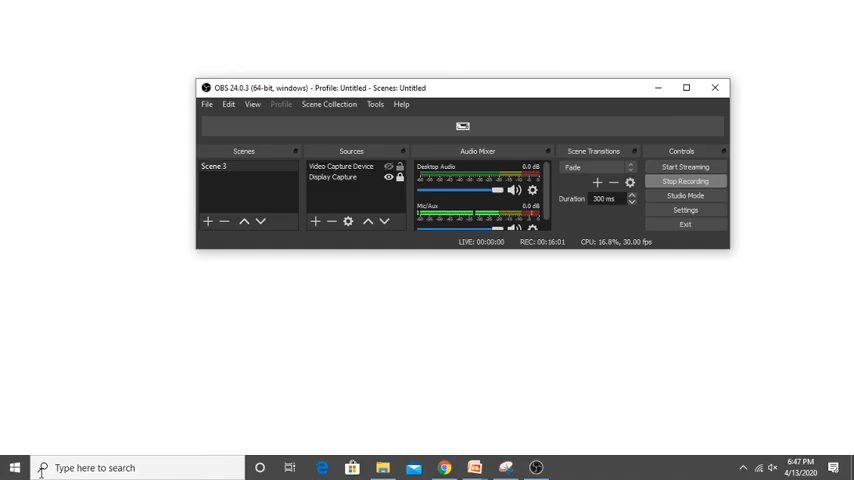 OBS 24.0.3 (64-bit, windows) - Profile: Untitled - Scenes: Untitled
File Edit View Profile Scene Collection Tools Help
Scenes Sources Audio Mixer Scene Transitions Controls
Scene 3
Video Capture Device
Display Capture
Desktop Audio 0.0 dB
Mic/Aux 0.0 dB
Fade
Duration 300 ms
Start Streaming
Stop Recording
Studio Mode
Settings
Exit
LIVE: 00:00:00 REC: 00:16:01 CPU: 16.8%, 30.00 fps
Type here to search
6:47 PM
4/13/2020